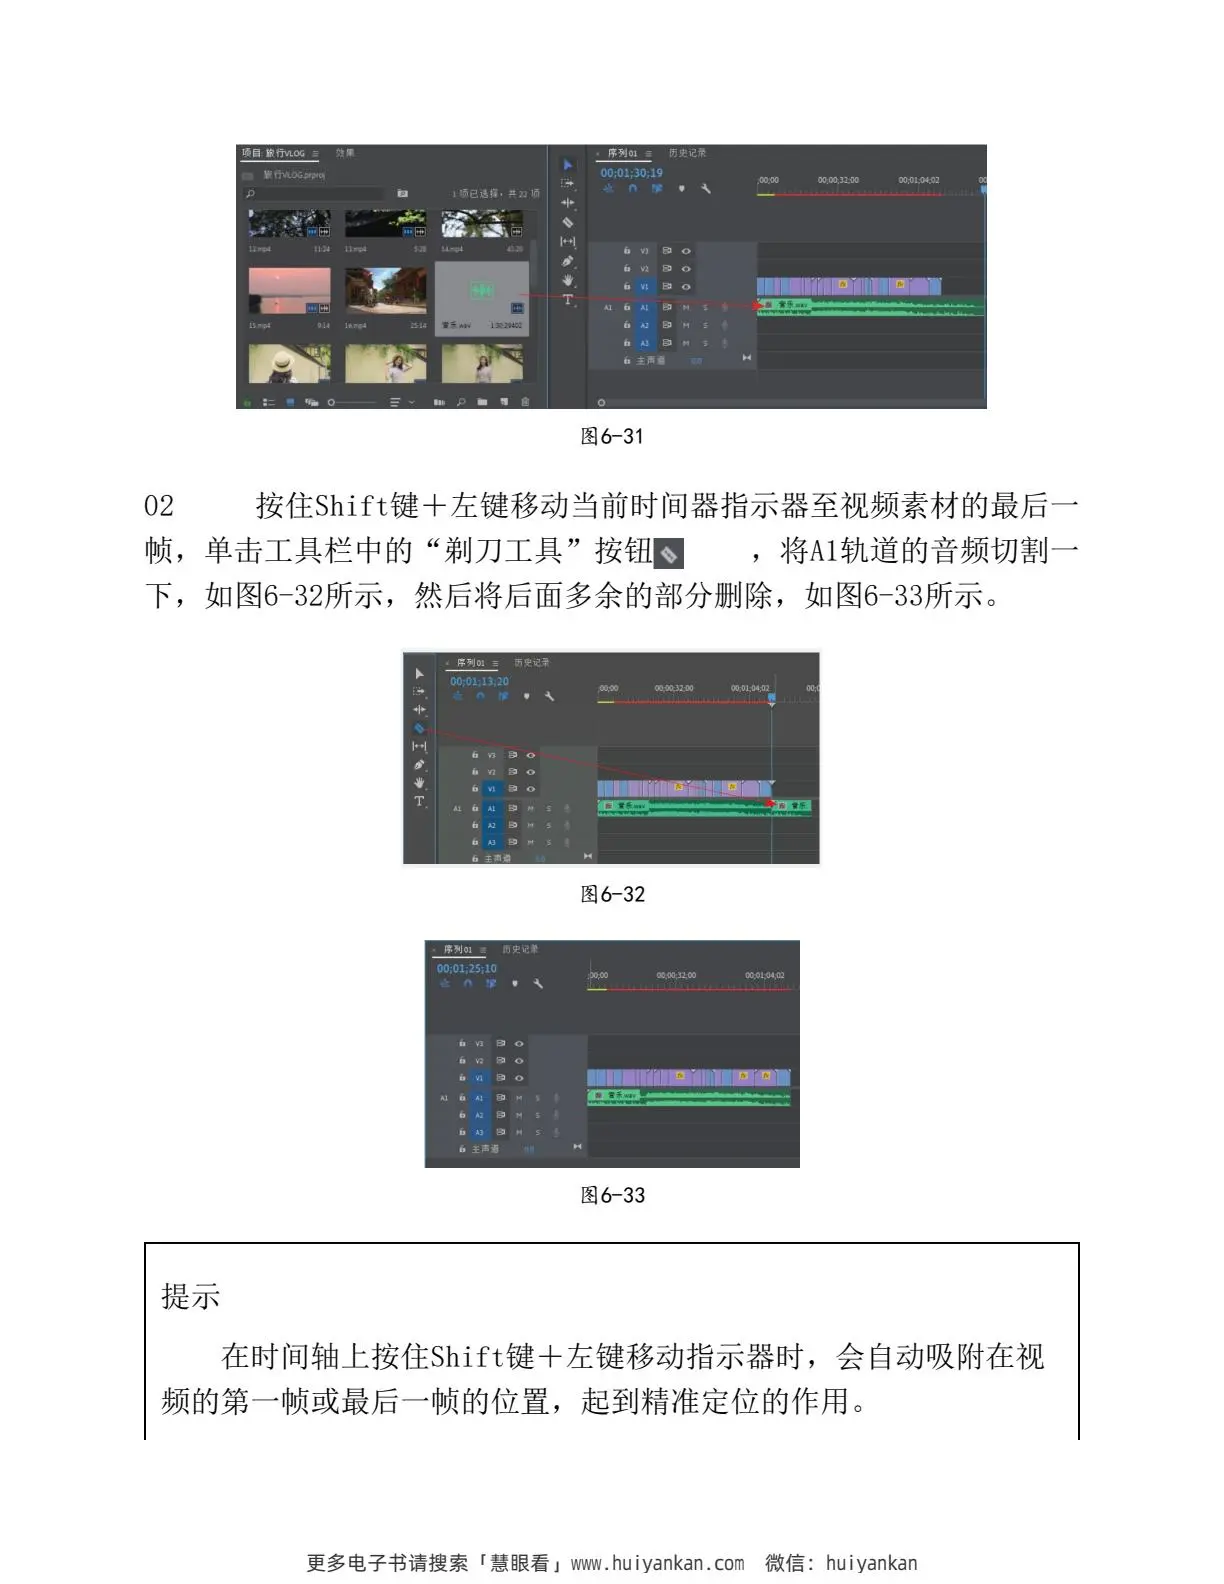 项目: 旅行VLOG 效果
旅行VLOG.prproj
1 项已选择，共 22 项
12.mp4 11:24 13.mp4 5:28 14.mp4 43:20
15.mp4 9:14 16.mp4 25:14 音乐.wav 1:30:29402
序列01 历史记录
00;01;30;19
;00;00 00;00;32;00 00;01;04;02 00
V3
V2
V1
A1 A1 M S 音乐.wav
A2 M S
A3 M S
主声道
图6-31
02 按住Shift键＋左键移动当前时间器指示器至视频素材的最后一
帧，单击工具栏中的“剃刀工具”按钮 ，将A1轨道的音频切割一
下，如图6-32所示，然后将后面多余的部分删除，如图6-33所示。
序列01 历史记录
00;01;13;20
;00;00 00;00;32;00 00;01;04;02 00;0
V3
V2
V1
A1 A1 M S 音乐.wav 音乐
A2 M S
A3 M S
主声道
图6-32
序列01 历史记录
00;01;25;10
;00;00 00;00;32;00 00;01;04;02
V3
V2
V1
A1 A1 M S 音乐.wav
A2 M S
A3 M S
主声道
图6-33
提示
在时间轴上按住Shift键＋左键移动指示器时，会自动吸附在视
频的第一帧或最后一帧的位置，起到精准定位的作用。
更多电子书请搜索「慧眼看」www.huiyankan.com 微信: huiyankan